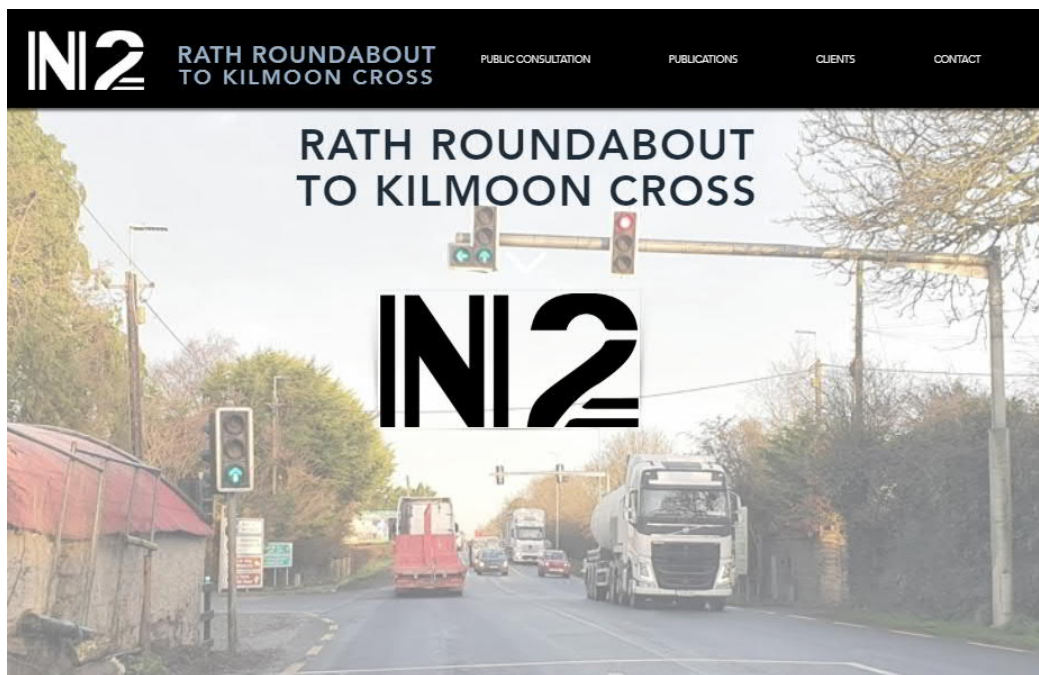 N2
RATH ROUNDABOUT
TO KILMOON CROSS
PUBLIC CONSULTATION
PUBLICATIONS
CLIENTS
CONTACT
RATH ROUNDABOUT
TO KILMOON CROSS
N2